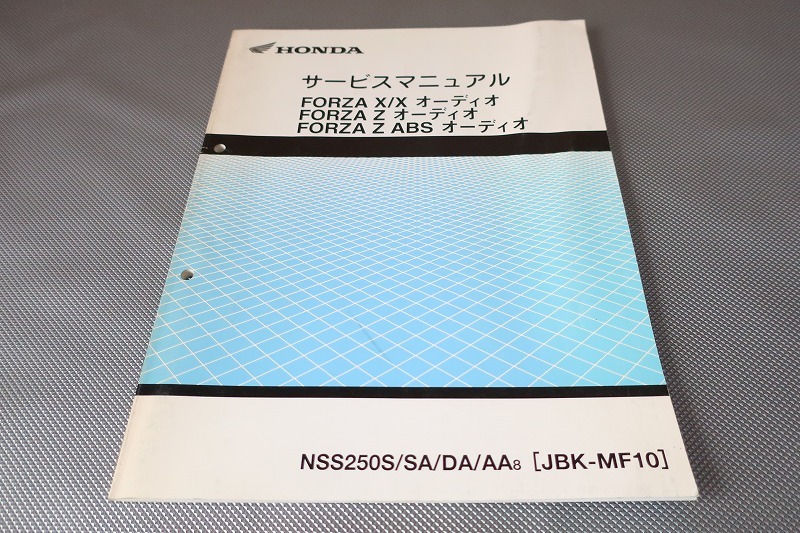 HONDA
サービスマニュアル
FORZA X/X オーディオ
FORZA Z オーディオ
FORZA Z ABS オーディオ
NSS250S/SA/DA/AA8 [JBK-MF10]